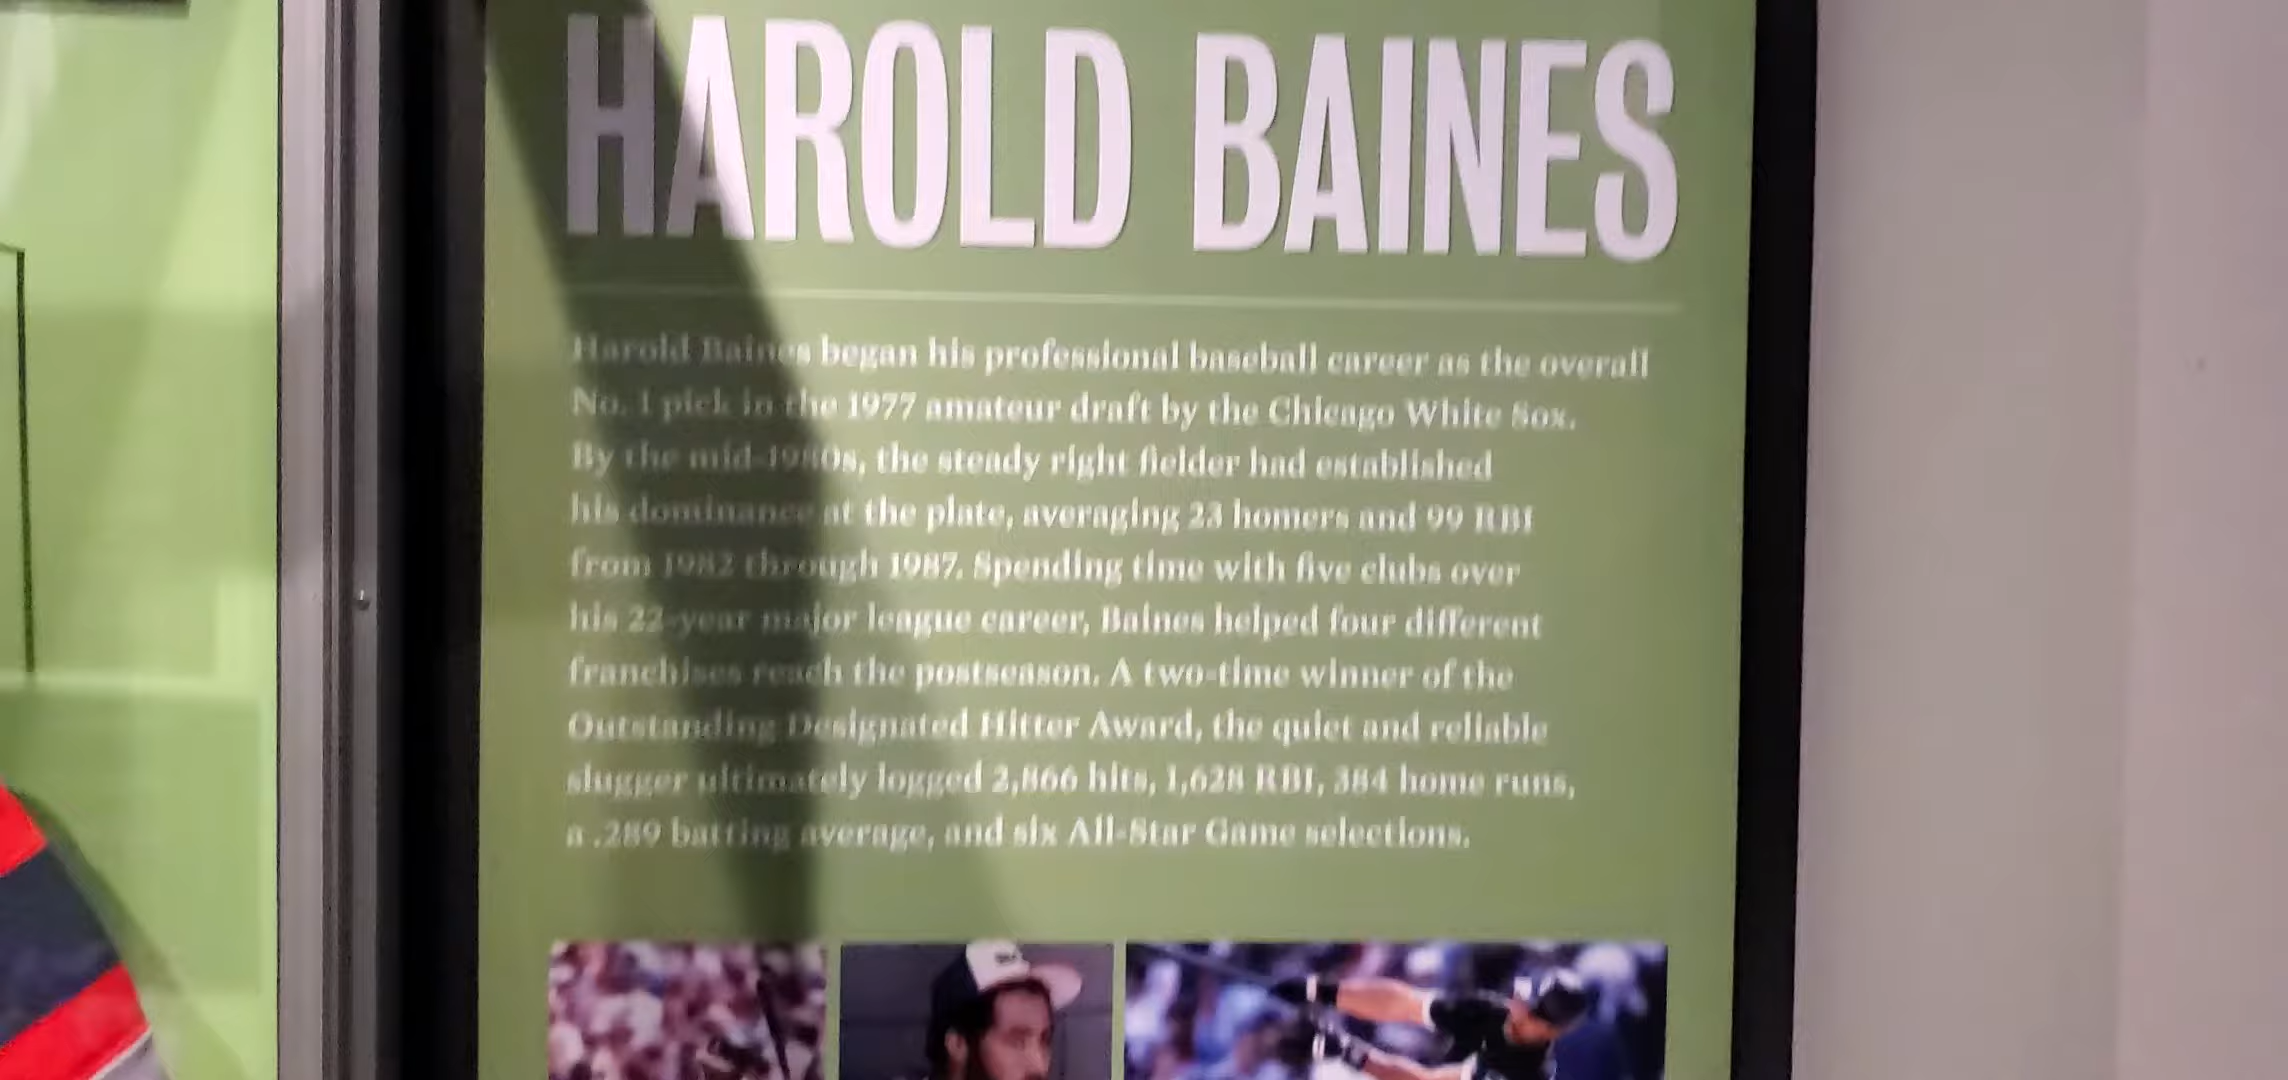 HAROLD BAINES
Harold Baines began his professional baseball career as the overall
No. 1 pick in the 1977 amateur draft by the Chicago White Sox.
By the mid-1980s, the steady right fielder had established
his dominance at the plate, averaging 23 homers and 99 RBI
from 1982 through 1987. Spending time with five clubs over
his 22-year major league career, Baines helped four different
franchises reach the postseason. A two-time winner of the
Outstanding Designated Hitter Award, the quiet and reliable
slugger ultimately logged 2,866 hits, 1,628 RBI, 384 home runs,
a .289 batting average, and six All-Star Game selections.